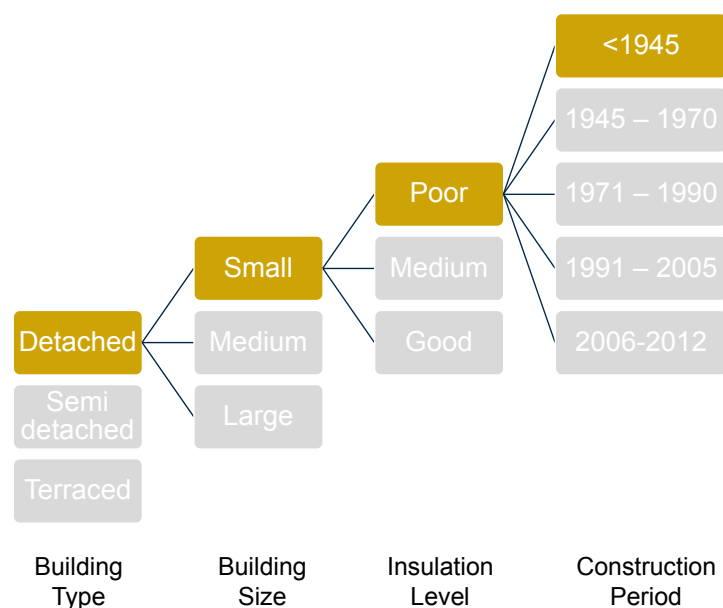 <1945
1945 – 1970
Poor
1971 – 1990
Small
Medium
1991 – 2005
Detached
Medium
Good
2006-2012
Semi
detached
Large
Terraced
Building
Type
Building
Size
Insulation
Level
Construction
Period